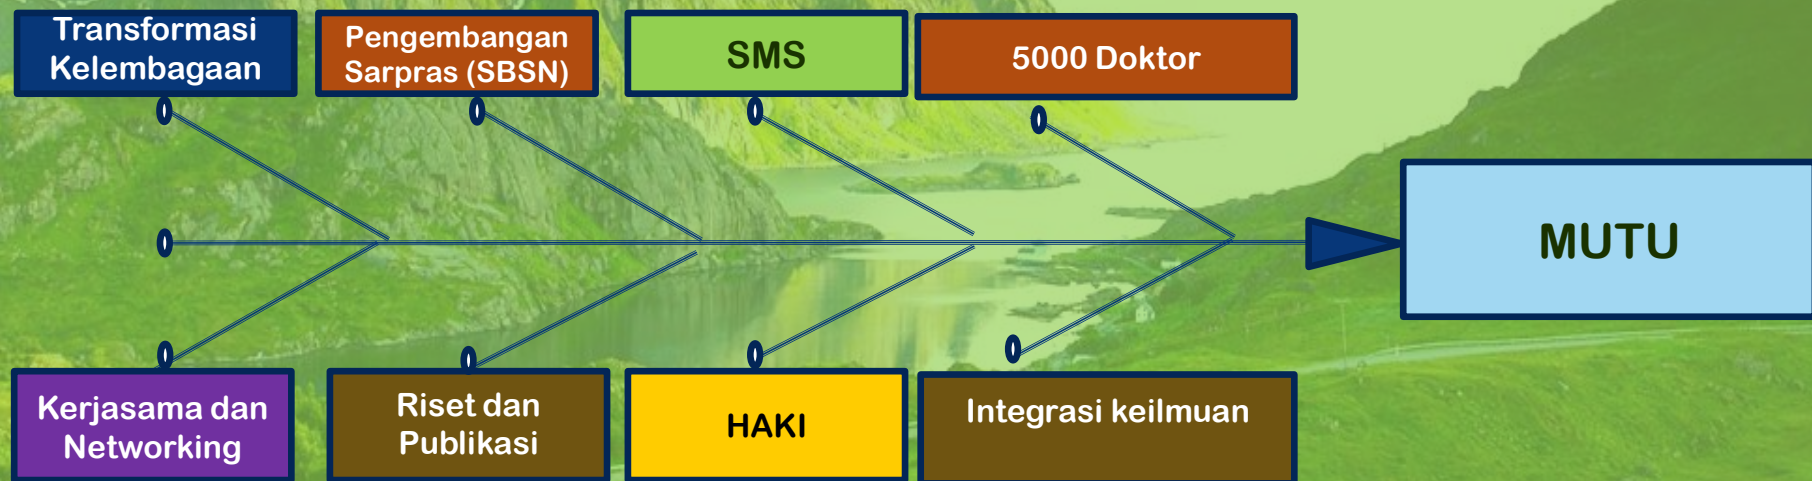 Transformasi
Kelembagaan
Pengembangan
Sarpras (SBSN)
SMS
5000 Doktor
MUTU
Kerjasama dan
Networking
Riset dan
Publikasi
HAKI
Integrasi keilmuan